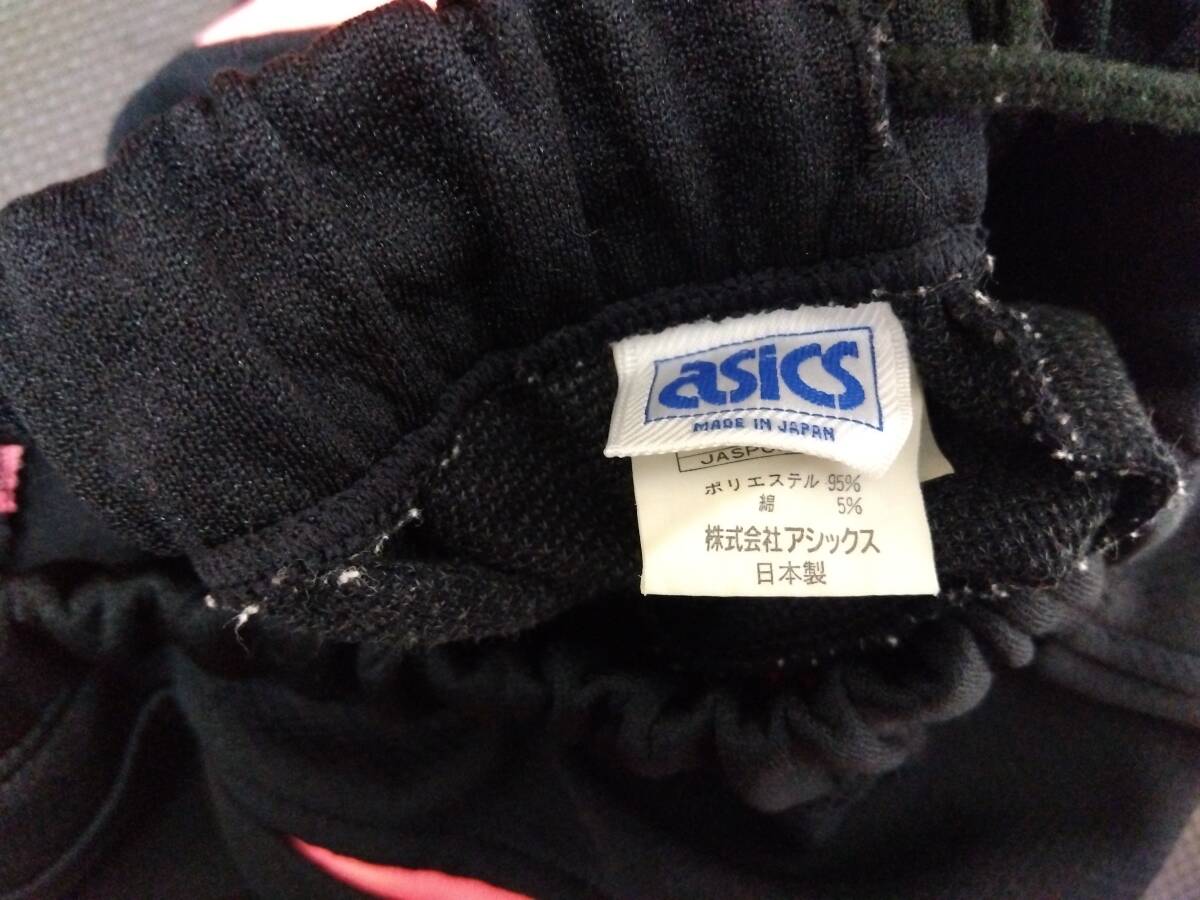 asics
MADE IN JAPAN
ポリエステル 95%
綿 5%
株式会社アシックス
日本製